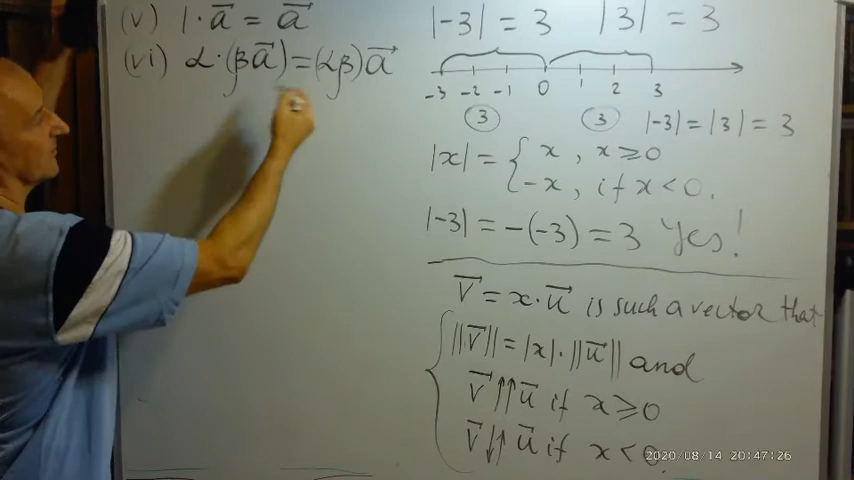 (v) 1·a⃗ = a⃗
(vi) α·(βa⃗)=(αβ)a⃗
|-3| = 3 |3| = 3
-3 -2 -1 0 1 2 3
3 3 |-3|=|3|=3
|x| = { x , x ≥ 0
-x , if x < 0.
|-3| = -(-3) = 3 Yes!
v⃗ = x·u⃗ is such a vector that
||v⃗|| = |x|·||u⃗|| and
v⃗ ↑↑ u⃗ if x ≥ 0
v⃗ ↓↑ u⃗ if x < 0.
2020/08/14 20:47:26